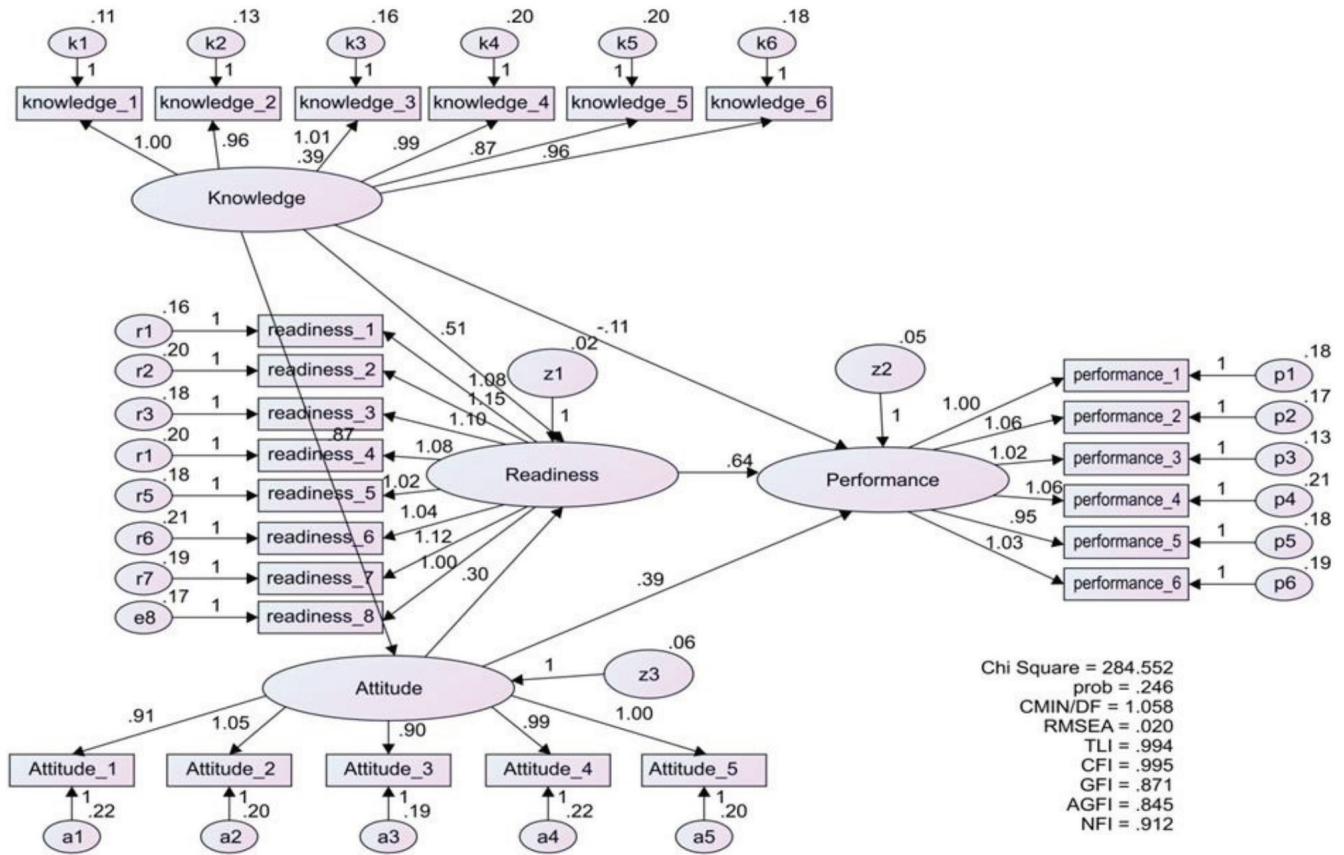 .11 .13 .16 .20 .20 .18
k1 k2 k3 k4 k5 k6
1 1 1 1 1 1
knowledge_1 knowledge_2 knowledge_3 knowledge_4 knowledge_5 knowledge_6
1.00 .96 1.01 .99 .87 .96
.39
Knowledge
.51 -.11
.16
r1 1 readiness_1
.20
r2 1 readiness_2
.18
r3 1 readiness_3
.20
r1 1 readiness_4
.18
r5 1 readiness_5
.21
r6 1 readiness_6
.19
r7 1 readiness_7
.17
e8 1 readiness_8
.87
1.08
1.15
1.10
1.08
1.02
1.04
1.12
1.00
.02
z1
1
Readiness
.30
.64
.05
z2
1
Performance
.39
1.00
1.06
1.02
1.06
.95
1.03
performance_1 1 p1 .18
performance_2 1 p2 .17
performance_3 1 p3 .13
performance_4 1 p4 .21
performance_5 1 p5 .18
performance_6 1 p6 .19
.06
1 z3
Attitude
.91 1.05 .90 .99 1.00
Attitude_1 Attitude_2 Attitude_3 Attitude_4 Attitude_5
1 1 1 1 1
.22 .20 .19 .22 .20
a1 a2 a3 a4 a5
Chi Square = 284.552
prob = .246
CMIN/DF = 1.058
RMSEA = .020
TLI = .994
CFI = .995
GFI = .871
AGFI = .845
NFI = .912